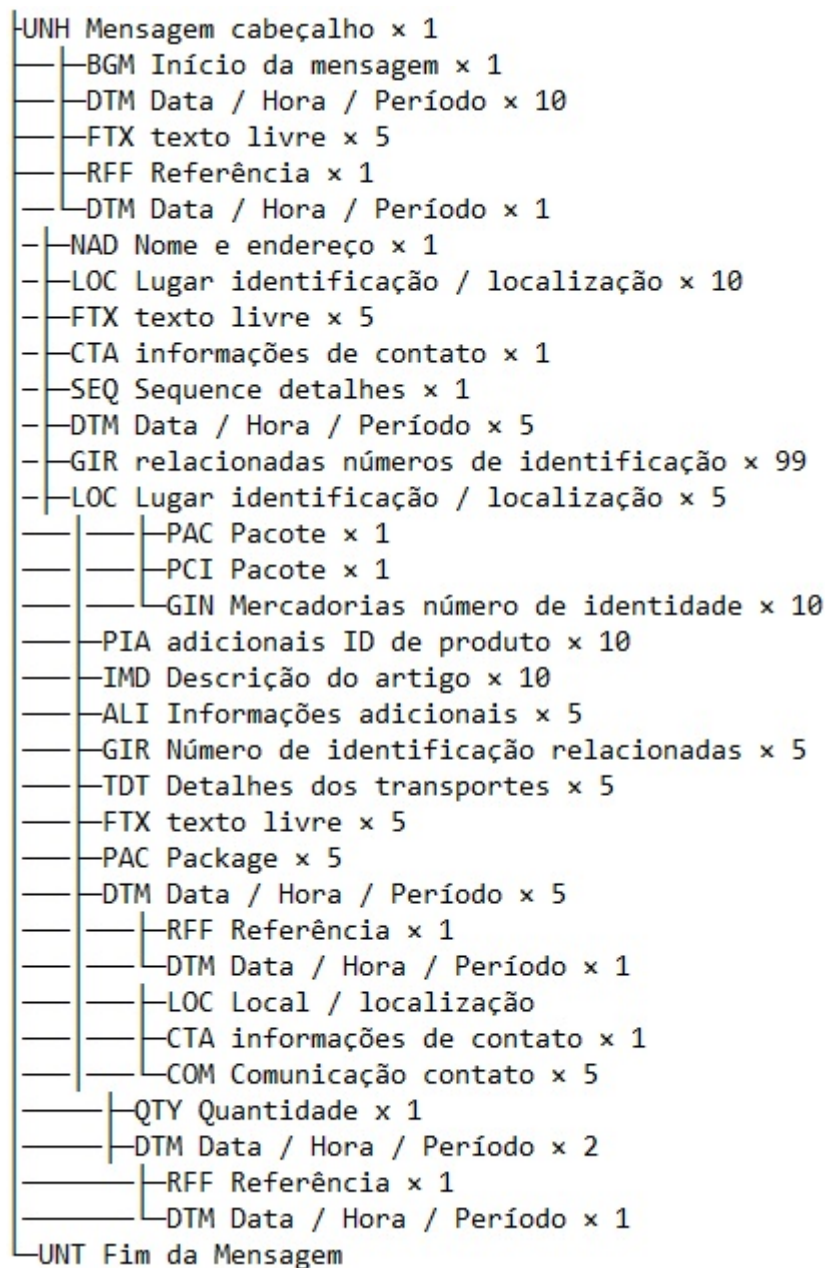 UNH Mensagem cabeçalho × 1
BGM Início da mensagem × 1
DTM Data / Hora / Período × 10
FTX texto livre × 5
RFF Referência × 1
DTM Data / Hora / Período × 1
NAD Nome e endereço × 1
LOC Lugar identificação / localização × 10
FTX texto livre × 5
CTA informações de contato × 1
SEQ Sequence detalhes × 1
DTM Data / Hora / Período × 5
GIR relacionadas números de identificação × 99
LOC Lugar identificação / localização × 5
PAC Pacote × 1
PCI Pacote × 1
GIN Mercadorias número de identidade × 10
PIA adicionais ID de produto × 10
IMD Descrição do artigo × 10
ALI Informações adicionais × 5
GIR Número de identificação relacionadas × 5
TDT Detalhes dos transportes × 5
FTX texto livre × 5
PAC Package × 5
DTM Data / Hora / Período × 5
RFF Referência × 1
DTM Data / Hora / Período × 1
LOC Local / localização
CTA informações de contato × 1
COM Comunicação contato × 5
QTY Quantidade x 1
DTM Data / Hora / Período × 2
RFF Referência × 1
DTM Data / Hora / Período × 1
UNT Fim da Mensagem